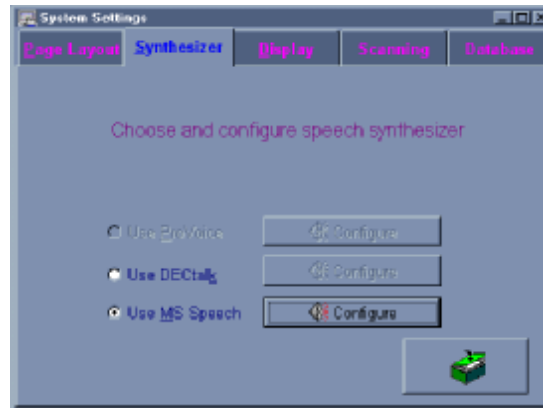 System Settings
Page Layout Synthesizer Display Scanning Database
Choose and configure speech synthesizer
Use ProVoice Configure
Use DECtalk Configure
Use MS Speech Configure